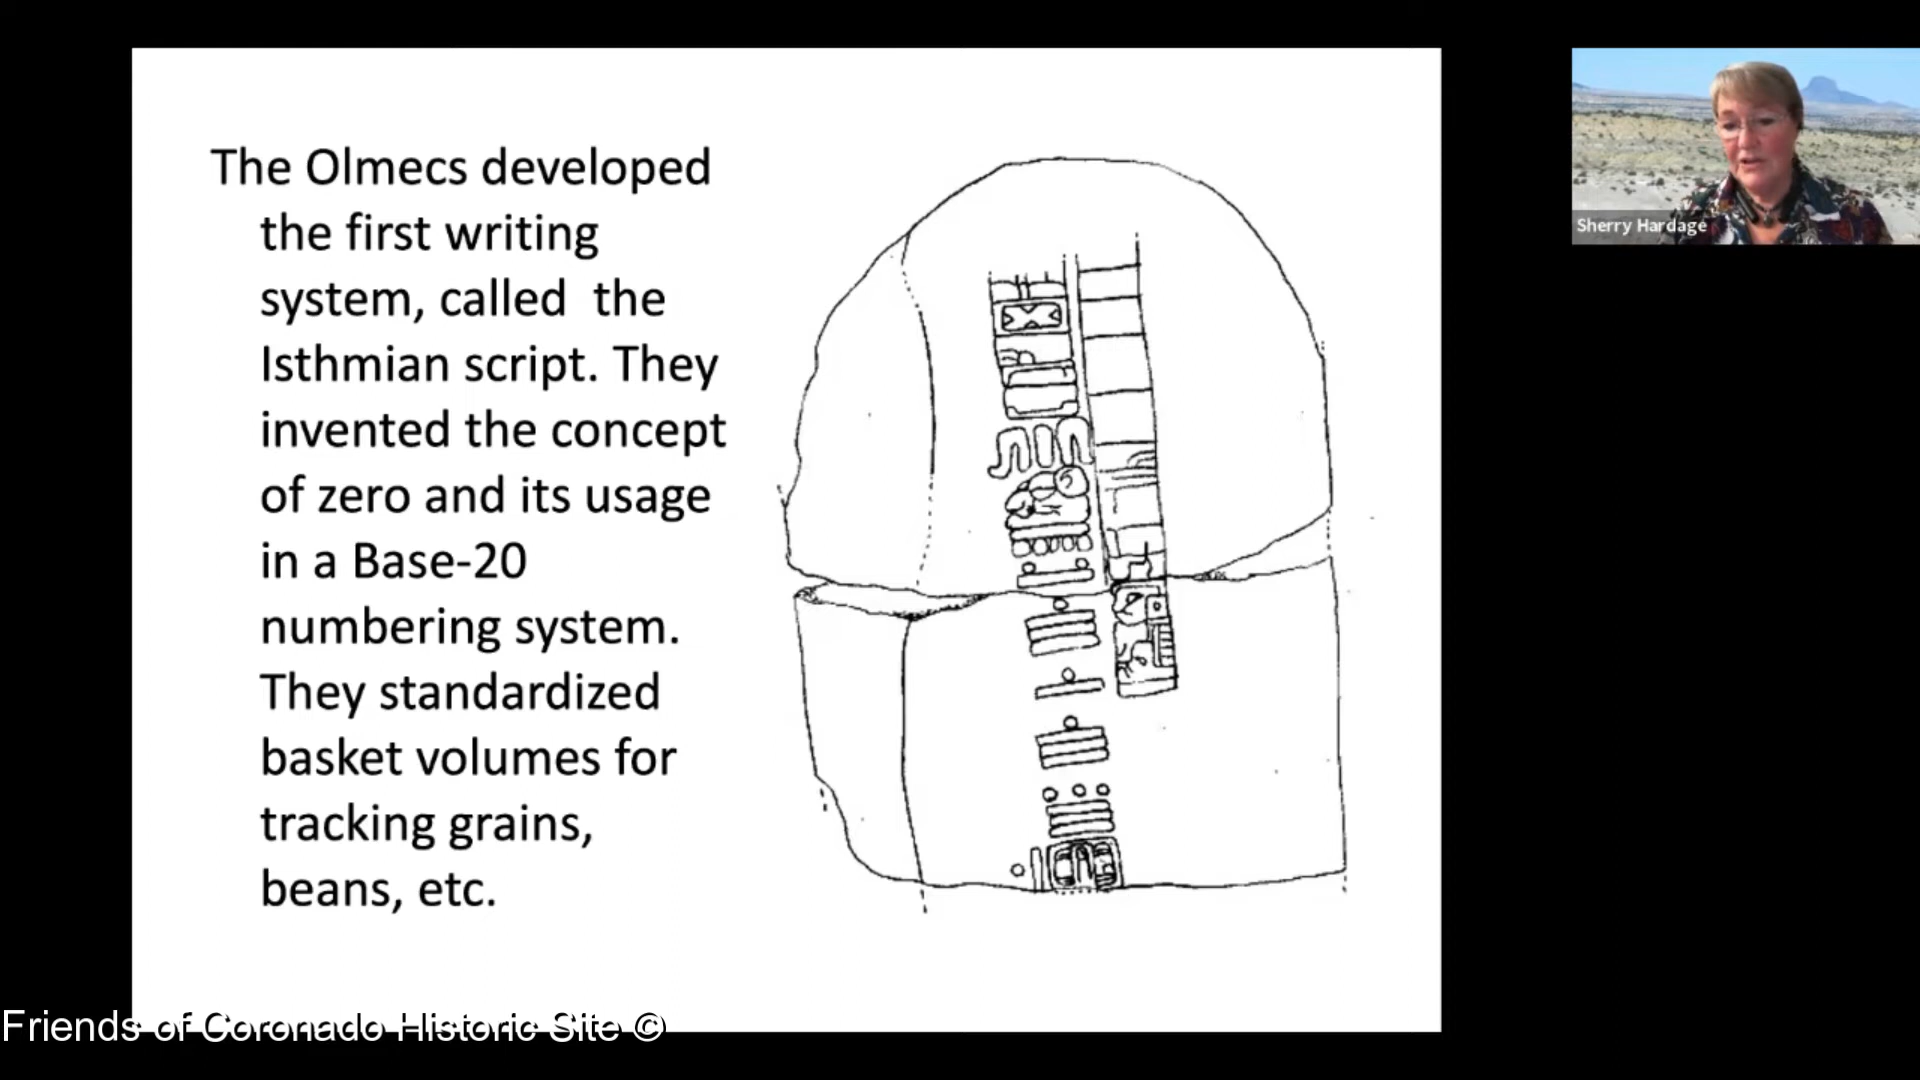 The Olmecs developed
the first writing
system, called  the
Isthmian script. They
invented the concept
of zero and its usage
in a Base-20
numbering system.
They standardized
basket volumes for
tracking grains,
beans, etc.
Sherry Hardage
Friends of Coronado Historic Site ©